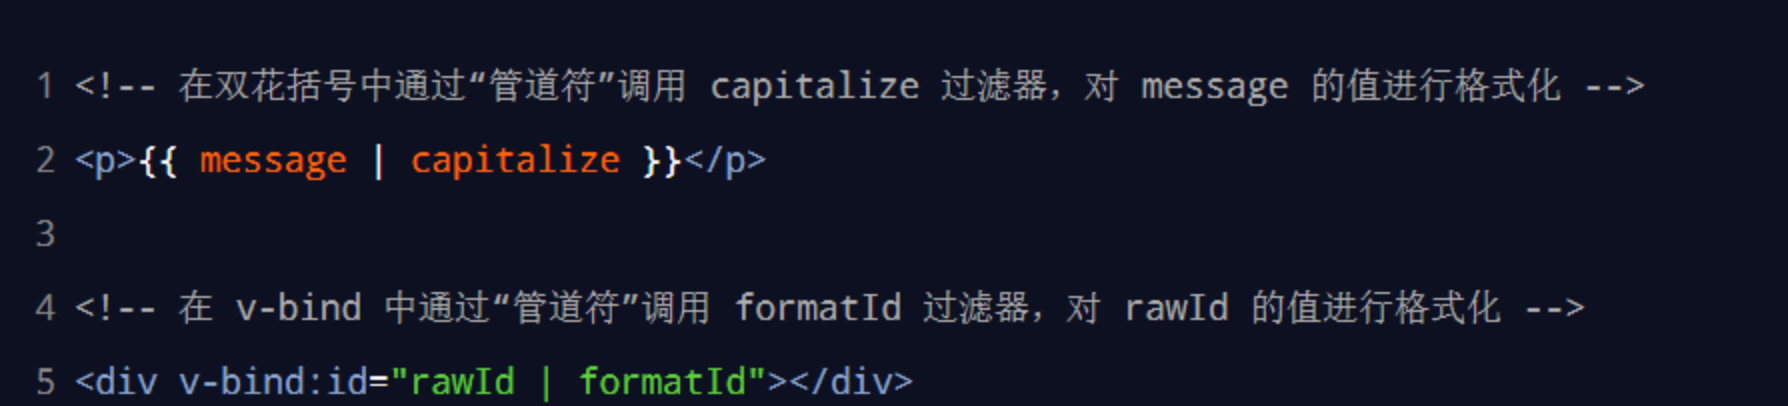 1 <!-- 在双花括号中通过“管道符”调用 capitalize 过滤器，对 message 的值进行格式化 -->
2 <p>{{ message | capitalize }}</p>
3
4 <!-- 在 v-bind 中通过“管道符”调用 formatId 过滤器，对 rawId 的值进行格式化 -->
5 <div v-bind:id="rawId | formatId"></div>